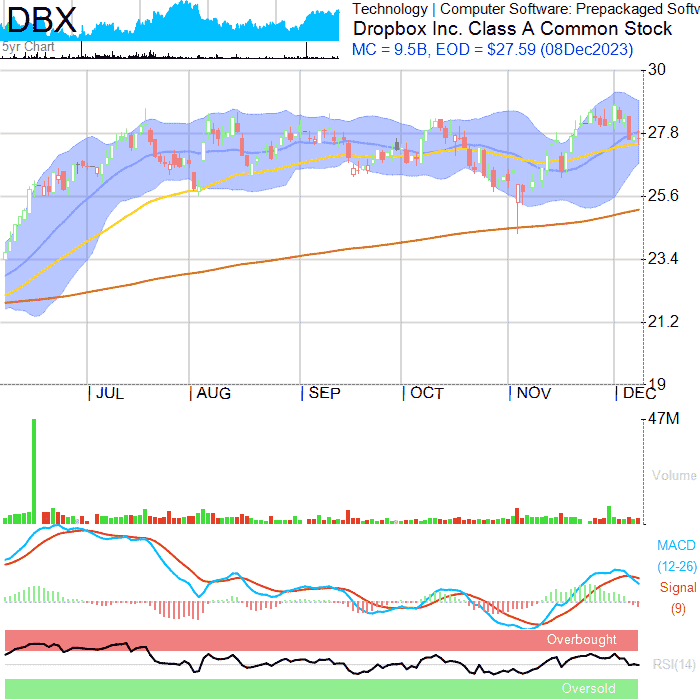 DBX
5yr Chart
Technology | Computer Software: Prepackaged Softw
Dropbox Inc. Class A Common Stock
MC = 9.5B, EOD = $27.59 (08Dec2023)
30
27.8
25.6
23.4
21.2
19
JUL
AUG
SEP
OCT
NOV
DEC
47M
Volume
MACD
(12-26)
Signal
(9)
Overbought
RSI(14)
Oversold